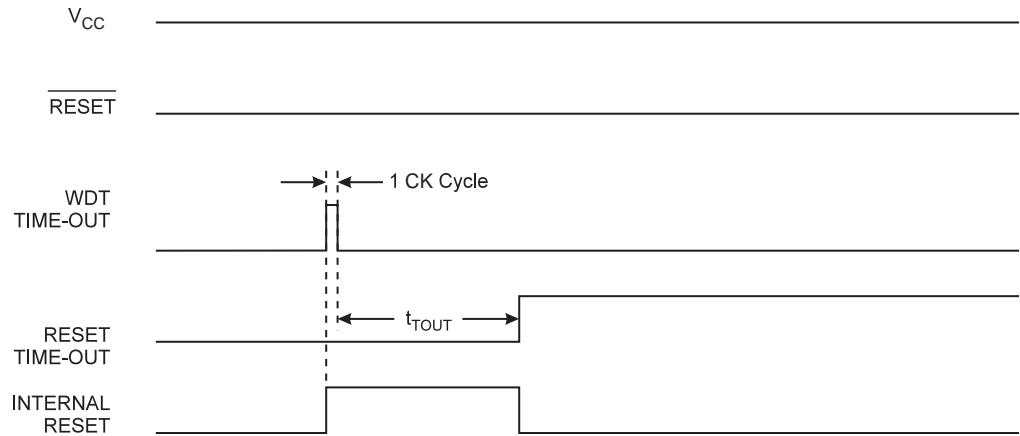 VCC
RESET
1 CK Cycle
WDT
TIME-OUT
tTOUT
RESET
TIME-OUT
INTERNAL
RESET